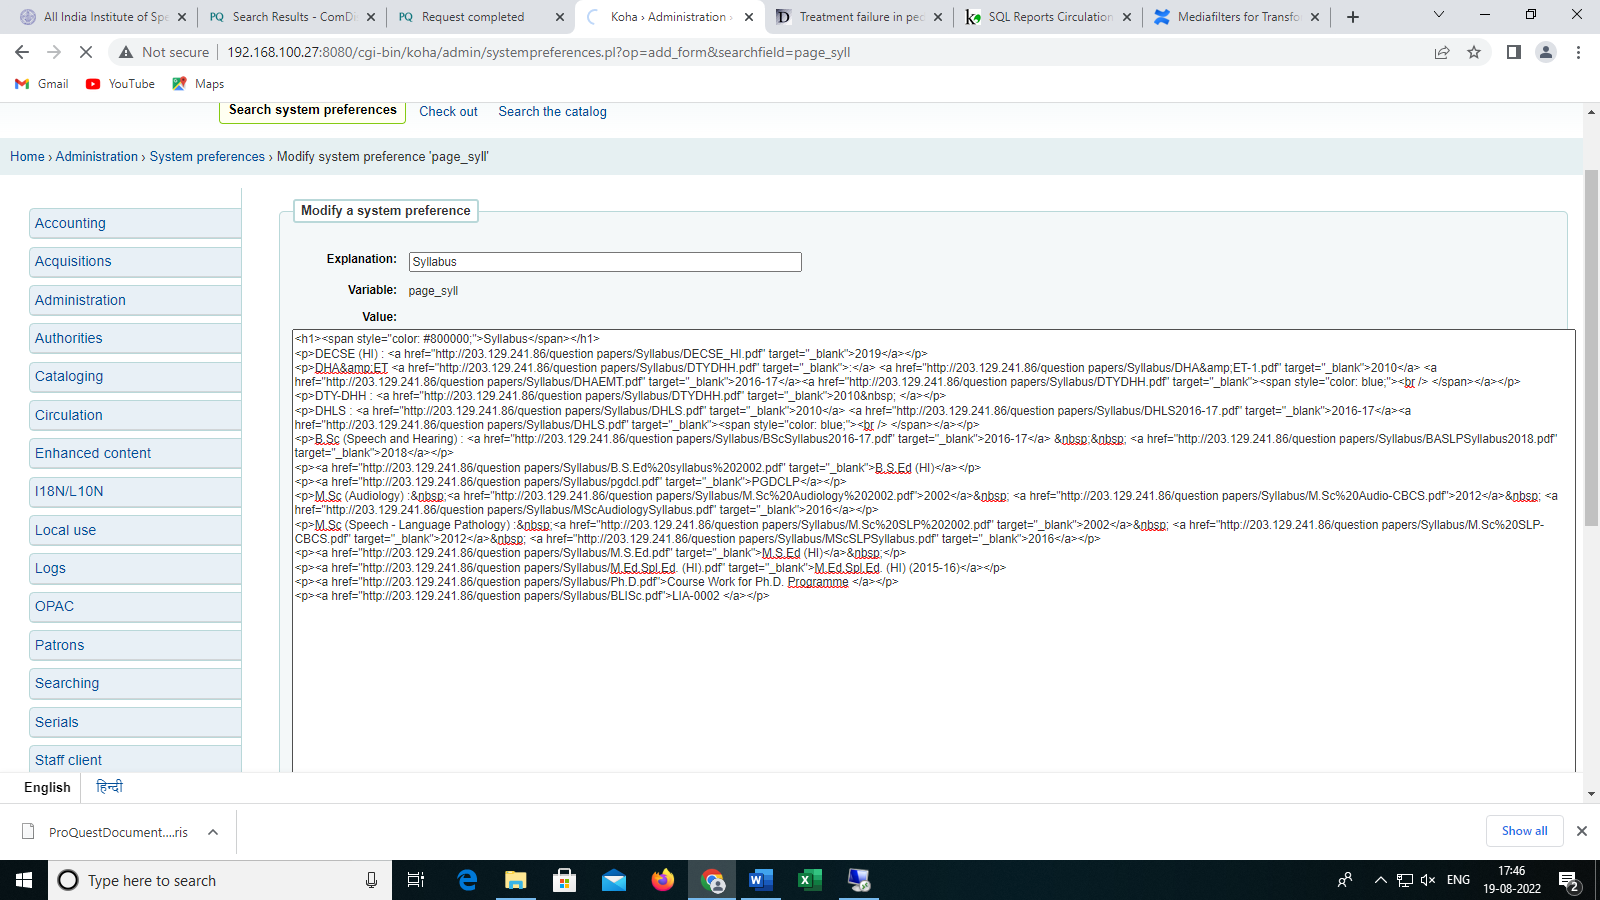 All India Institute of Spe
Search Results - ComDi
Request completed
Koha › Administration ›
Treatment failure in pec
SQL Reports Circulation
Mediafilters for Transfo
Not secure
192.168.100.27:8080/cgi-bin/koha/admin/systempreferences.pl?op=add_form&searchfield=page_syll
Gmail
YouTube
Maps
Search system preferences
Check out
Search the catalog
Home › Administration › System preferences › Modify system preference 'page_syll'
Accounting
Acquisitions
Administration
Authorities
Cataloging
Circulation
Enhanced content
I18N/L10N
Local use
Logs
OPAC
Patrons
Searching
Serials
Staff client
Modify a system preference
Explanation: Syllabus
Variable: page_syll
Value:
<h1><span style="color: #800000;">Syllabus</span></h1>
<p>DECSE (HI) : <a href="http://203.129.241.86/question papers/Syllabus/DECSE_HI.pdf" target="_blank">2019</a></p>
<p>DHA&amp;ET <a href="http://203.129.241.86/question papers/Syllabus/DTYDHH.pdf" target="_blank">:</a> <a href="http://203.129.241.86/question papers/Syllabus/DHA&amp;ET-1.pdf" target="_blank">2010</a> <a
href="http://203.129.241.86/question papers/Syllabus/DHAEMT.pdf" target="_blank">2016-17</a><a href="http://203.129.241.86/question papers/Syllabus/DTYDHH.pdf" target="_blank"><span style="color: blue;"><br /> </span></a></p>
<p>DTY-DHH : <a href="http://203.129.241.86/question papers/Syllabus/DTYDHH.pdf" target="_blank">2010&nbsp; </a></p>
<p>DHLS : <a href="http://203.129.241.86/question papers/Syllabus/DHLS.pdf" target="_blank">2010</a> <a href="http://203.129.241.86/question papers/Syllabus/DHLS2016-17.pdf" target="_blank">2016-17</a><a
href="http://203.129.241.86/question papers/Syllabus/DHLS.pdf" target="_blank"><span style="color: blue;"><br /> </span></a></p>
<p>B.Sc (Speech and Hearing) : <a href="http://203.129.241.86/question papers/Syllabus/BScSyllabus2016-17.pdf" target="_blank">2016-17</a> &nbsp;&nbsp; <a href="http://203.129.241.86/question papers/Syllabus/BASLPSyllabus2018.pdf"
target="_blank">2018</a></p>
<p><a href="http://203.129.241.86/question papers/Syllabus/B.S.Ed%20syllabus%202002.pdf" target="_blank">B.S.Ed (HI)</a></p>
<p><a href="http://203.129.241.86/question papers/Syllabus/pgdcl.pdf" target="_blank">PGDCLP</a></p>
<p>M.Sc (Audiology) :&nbsp;<a href="http://203.129.241.86/question papers/Syllabus/M.Sc%20Audiology%202002.pdf">2002</a>&nbsp; <a href="http://203.129.241.86/question papers/Syllabus/M.Sc%20Audio-CBCS.pdf">2012</a>&nbsp; <a
href="http://203.129.241.86/question papers/Syllabus/MScAudiologySyllabus.pdf" target="_blank">2016</a></p>
<p>M.Sc (Speech - Language Pathology) :&nbsp;<a href="http://203.129.241.86/question papers/Syllabus/M.Sc%20SLP%202002.pdf" target="_blank">2002</a>&nbsp; <a href="http://203.129.241.86/question papers/Syllabus/M.Sc%20SLP-
CBCS.pdf" target="_blank">2012</a>&nbsp; <a href="http://203.129.241.86/question papers/Syllabus/MScSLPSyllabus.pdf" target="_blank">2016</a></p>
<p><a href="http://203.129.241.86/question papers/Syllabus/M.S.Ed.pdf" target="_blank">M.S.Ed (HI)</a>&nbsp;</p>
<p><a href="http://203.129.241.86/question papers/Syllabus/M.Ed.Spl.Ed. (HI).pdf" target="_blank">M.Ed.Spl.Ed. (HI) (2015-16)</a></p>
<p><a href="http://203.129.241.86/question papers/Syllabus/Ph.D.pdf">Course Work for Ph.D. Programme </a></p>
<p><a href="http://203.129.241.86/question papers/Syllabus/BLISc.pdf">LIA-0002 </a></p>
English
हिन्दी
ProQuestDocument....ris
Show all
Type here to search
ENG
17:46
19-08-2022
2